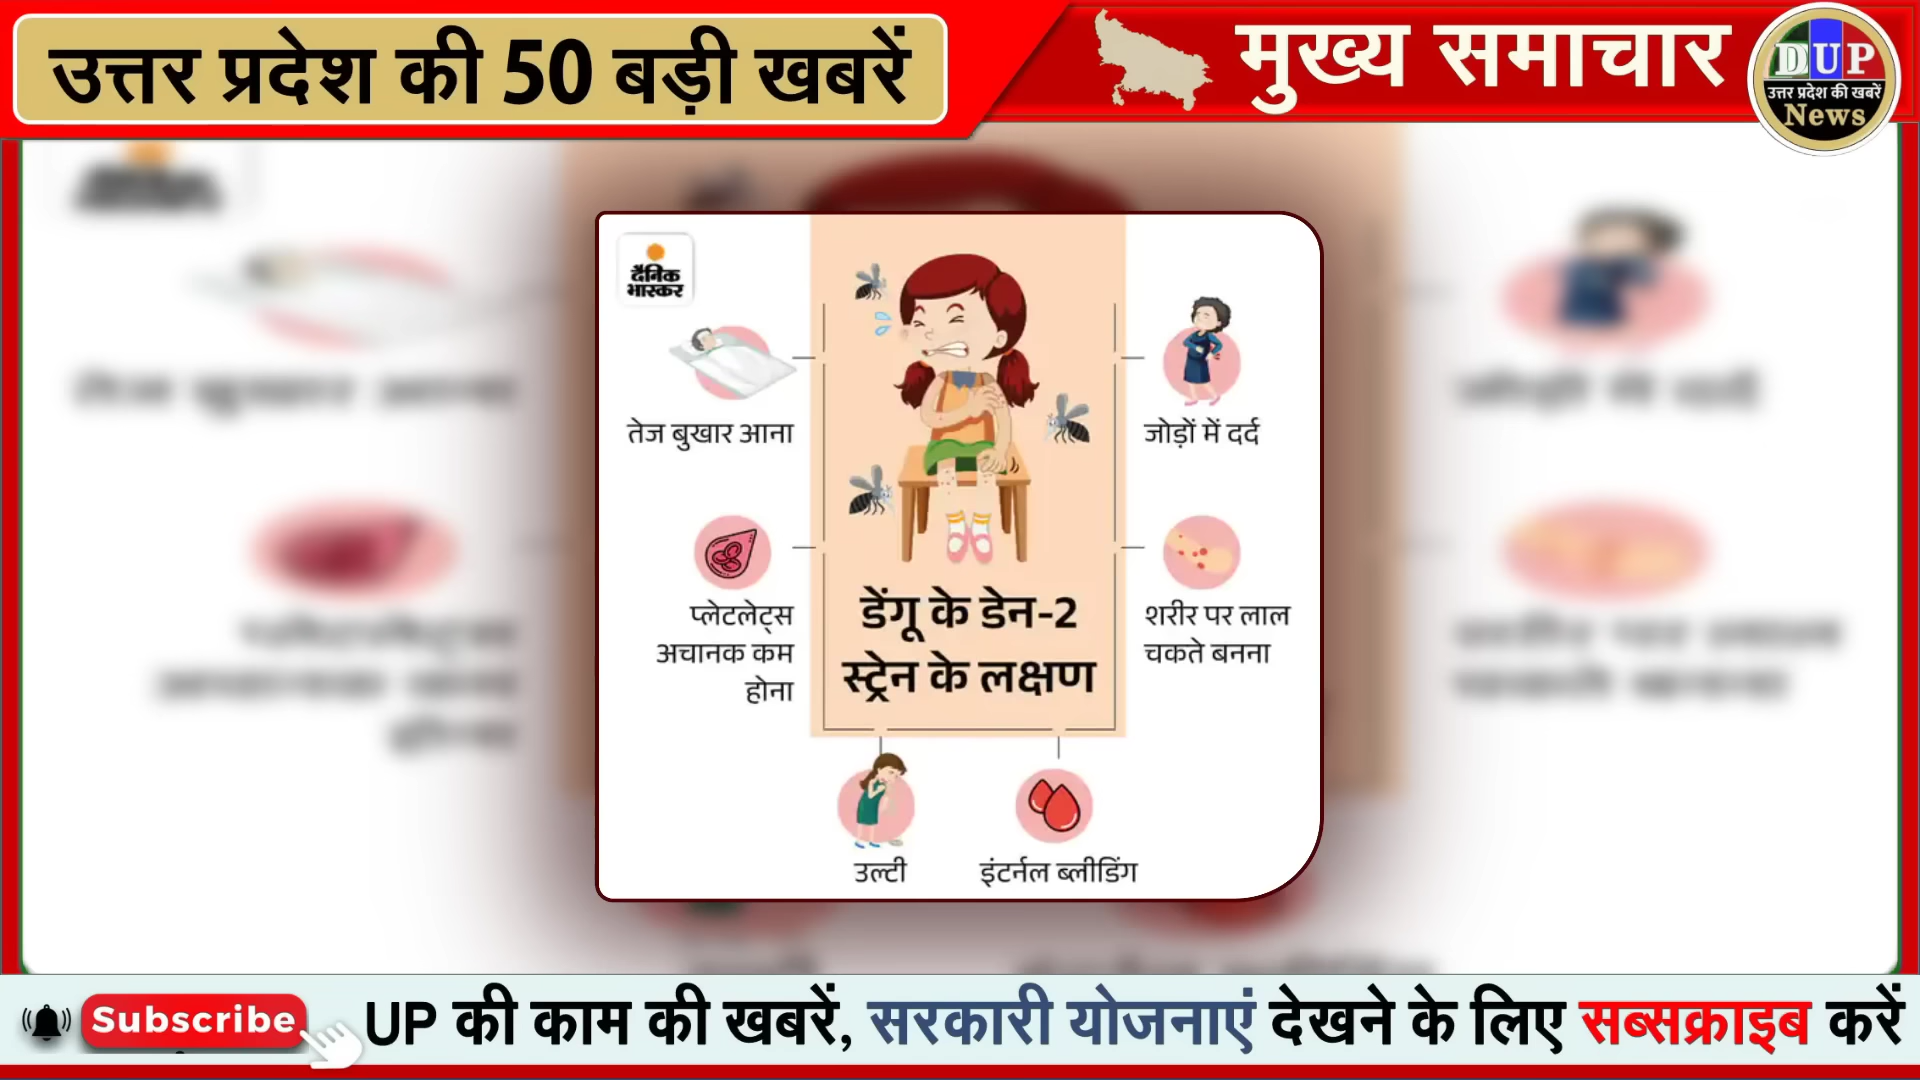 उत्तर प्रदेश की 50 बड़ी खबरें
मुख्य समाचार
DUP
उत्तर प्रदेश की खबरें
News
दैनिक
भास्कर
तेज बुखार आना
जोड़ों में दर्द
प्लेटलेट्स
अचानक कम
होना
शरीर पर लाल
चकते बनना
डेंगू के डेन-2
स्ट्रेन के लक्षण
उल्टी
इंटर्नल ब्लीडिंग
Subscribe
UP की काम की खबरें, सरकारी योजनाएं देखने के लिए सब्सक्राइब करें